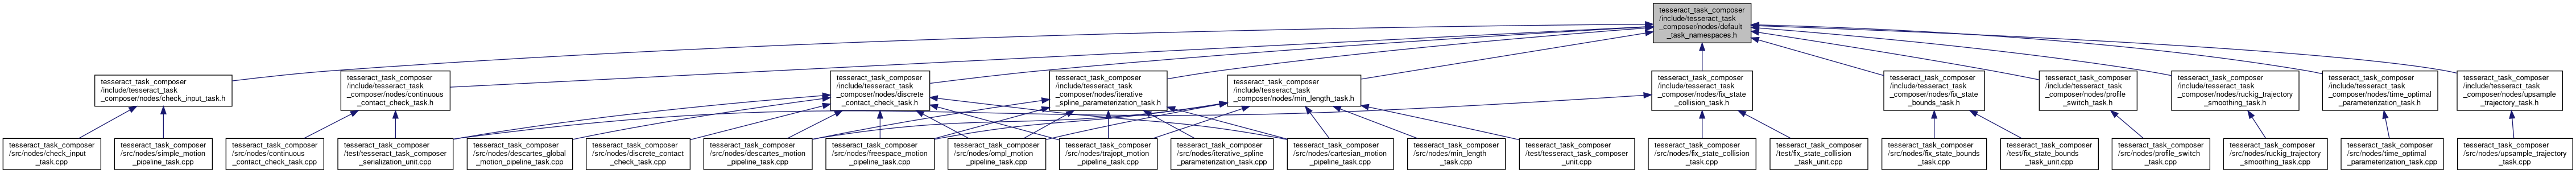 tesseract_task_composer
/include/tesseract_task
_composer/nodes/default
_task_namespaces.h
tesseract_task_composer
/include/tesseract_task
_composer/nodes/check_input_task.h
tesseract_task_composer
/include/tesseract_task
_composer/nodes/continuous
_contact_check_task.h
tesseract_task_composer
/include/tesseract_task
_composer/nodes/discrete
_contact_check_task.h
tesseract_task_composer
/include/tesseract_task
_composer/nodes/iterative
_spline_parameterization_task.h
tesseract_task_composer
/include/tesseract_task
_composer/nodes/min_length_task.h
tesseract_task_composer
/include/tesseract_task
_composer/nodes/fix_state
_collision_task.h
tesseract_task_composer
/include/tesseract_task
_composer/nodes/fix_state
_bounds_task.h
tesseract_task_composer
/include/tesseract_task
_composer/nodes/profile
_switch_task.h
tesseract_task_composer
/include/tesseract_task
_composer/nodes/ruckig_trajectory
_smoothing_task.h
tesseract_task_composer
/include/tesseract_task
_composer/nodes/time_optimal
_parameterization_task.h
tesseract_task_composer
/include/tesseract_task
_composer/nodes/upsample
_trajectory_task.h
tesseract_task_composer
/src/nodes/check_input
_task.cpp
tesseract_task_composer
/src/nodes/simple_motion
_pipeline_task.cpp
tesseract_task_composer
/src/nodes/continuous
_contact_check_task.cpp
tesseract_task_composer
/test/tesseract_task_composer
_serialization_unit.cpp
tesseract_task_composer
/src/nodes/descartes_global
_motion_pipeline_task.cpp
tesseract_task_composer
/src/nodes/discrete_contact
_check_task.cpp
tesseract_task_composer
/src/nodes/descartes_motion
_pipeline_task.cpp
tesseract_task_composer
/src/nodes/freespace_motion
_pipeline_task.cpp
tesseract_task_composer
/src/nodes/ompl_motion
_pipeline_task.cpp
tesseract_task_composer
/src/nodes/trajopt_motion
_pipeline_task.cpp
tesseract_task_composer
/src/nodes/iterative_spline
_parameterization_task.cpp
tesseract_task_composer
/src/nodes/cartesian_motion
_pipeline_task.cpp
tesseract_task_composer
/src/nodes/min_length
_task.cpp
tesseract_task_composer
/test/tesseract_task_composer
_unit.cpp
tesseract_task_composer
/src/nodes/fix_state_collision
_task.cpp
tesseract_task_composer
/test/fix_state_collision
_task_unit.cpp
tesseract_task_composer
/src/nodes/fix_state_bounds
_task.cpp
tesseract_task_composer
/test/fix_state_bounds
_task_unit.cpp
tesseract_task_composer
/src/nodes/profile_switch
_task.cpp
tesseract_task_composer
/src/nodes/ruckig_trajectory
_smoothing_task.cpp
tesseract_task_composer
/src/nodes/time_optimal
_parameterization_task.cpp
tesseract_task_composer
/src/nodes/upsample_trajectory
_task.cpp